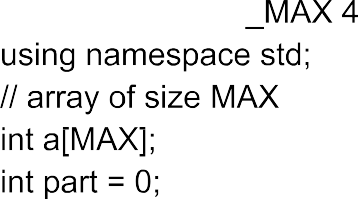 _MAX 4
using namespace std;
// array of size MAX
int a[MAX];
int part = 0;